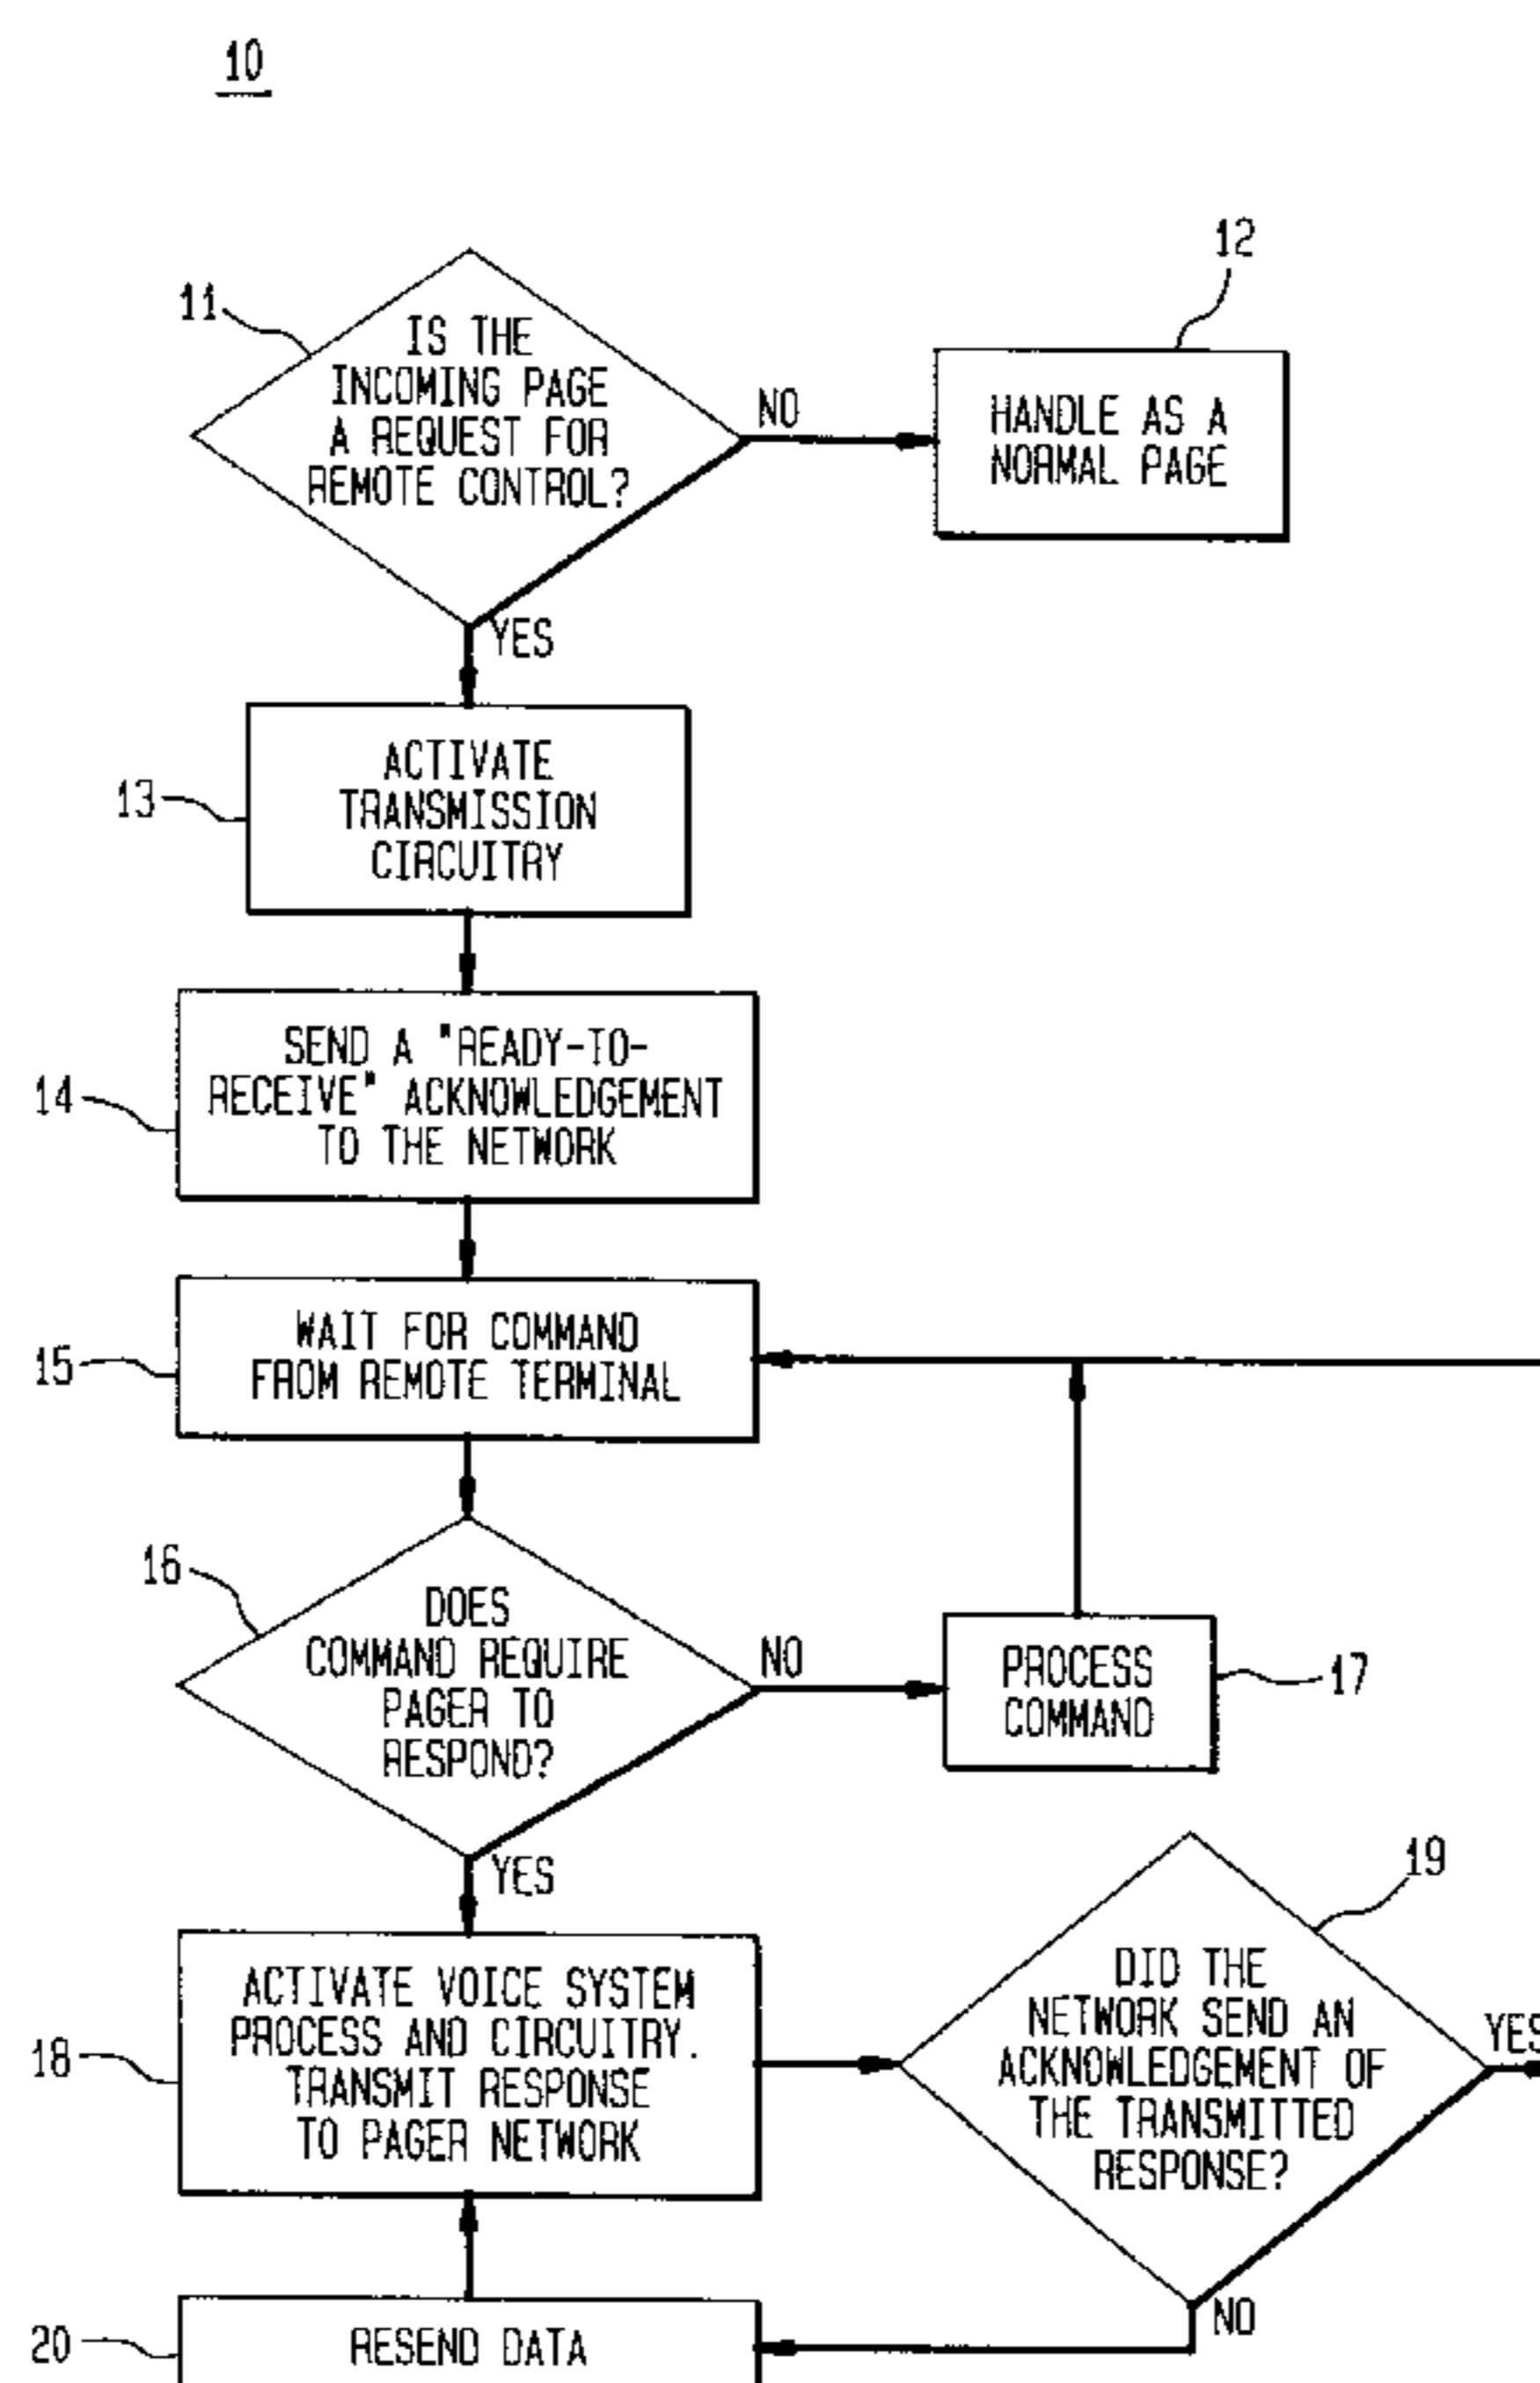 10
12
11
IS THE
INCOMING PAGE
A REQUEST FOR
REMOTE CONTROL?
NO
HANDLE AS A
NORMAL PAGE
YES
13
ACTIVATE
TRANSMISSION
CIRCUITRY
14
SEND A "READY-TO-
RECEIVE" ACKNOWLEDGEMENT
TO THE NETWORK
15
WAIT FOR COMMAND
FROM REMOTE TERMINAL
16
DOES
COMMAND REQUIRE
PAGER TO
RESPOND?
NO
PROCESS
COMMAND
17
YES
18
ACTIVATE VOICE SYSTEM
PROCESS AND CIRCUITRY.
TRANSMIT RESPONSE
TO PAGER NETWORK
19
DID THE
NETWORK SEND AN
ACKNOWLEDGEMENT OF
THE TRANSMITTED
RESPONSE?
YES
NO
20
RESEND DATA